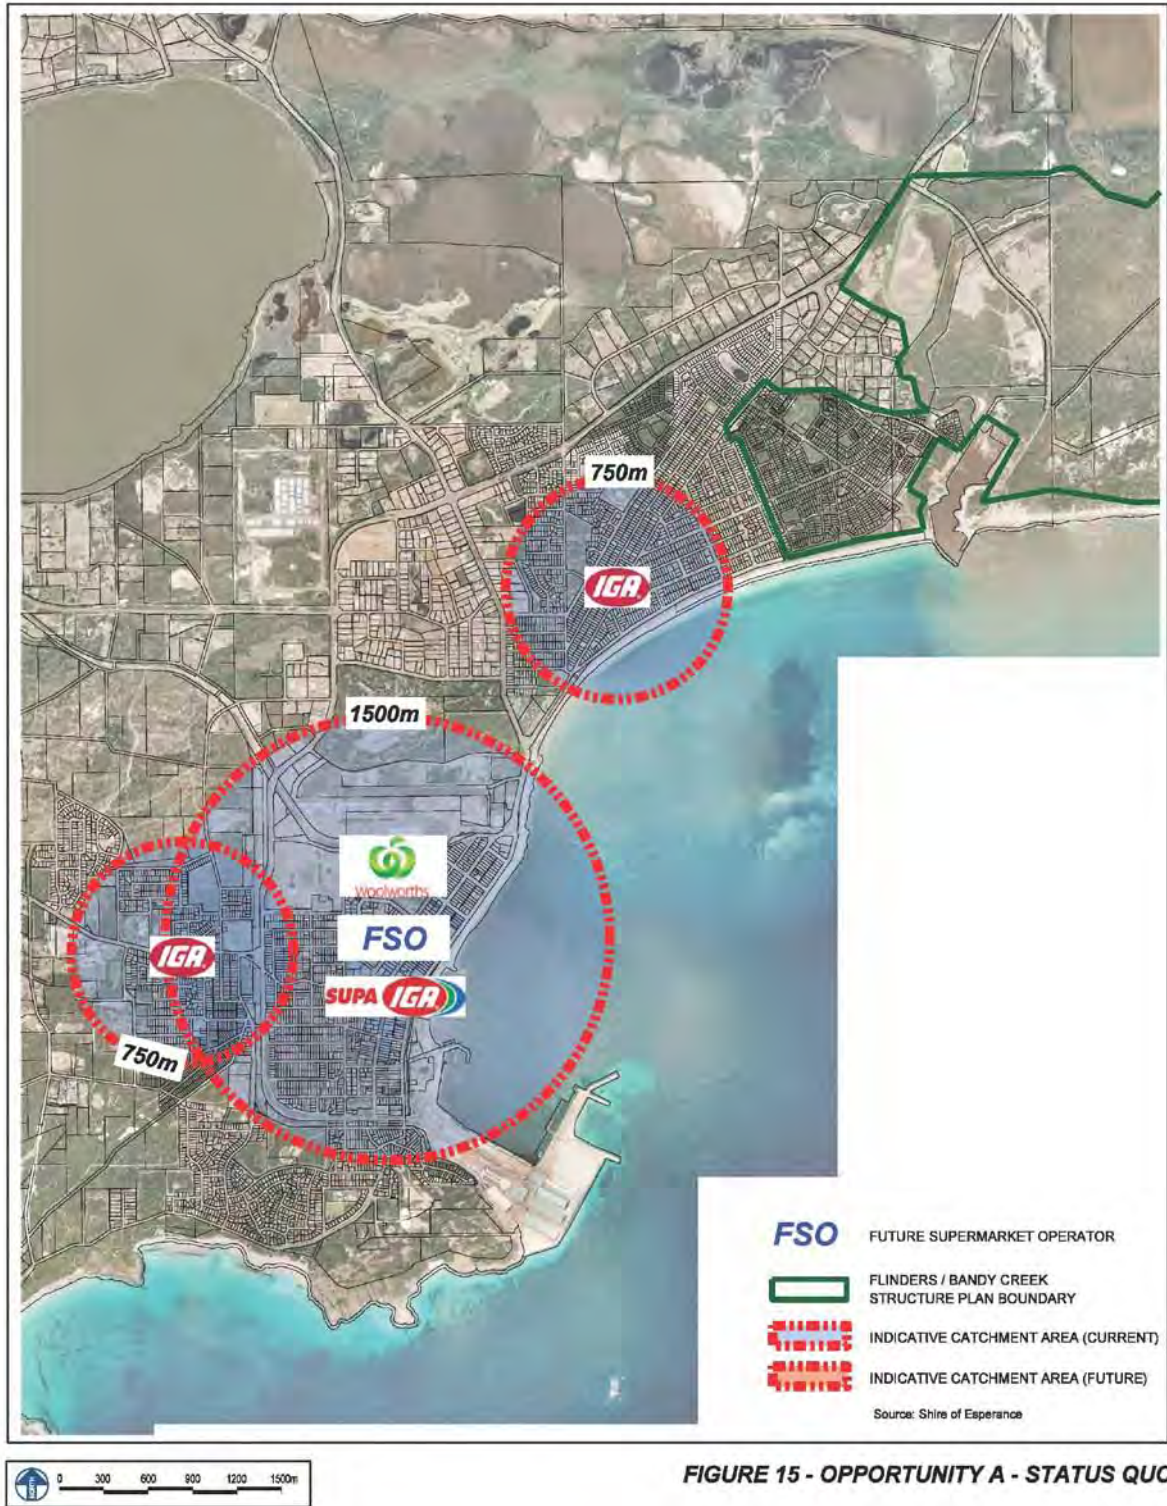 750m
IGA
1500m
Woolworths
FSO
IGA
SUPA IGA
750m
FSO FUTURE SUPERMARKET OPERATOR
FLINDERS / BANDY CREEK
STRUCTURE PLAN BOUNDARY
INDICATIVE CATCHMENT AREA (CURRENT)
INDICATIVE CATCHMENT AREA (FUTURE)
Source: Shire of Esperance
NORTH
0 300 600 900 1200 1500m
FIGURE 15 - OPPORTUNITY A - STATUS QUO